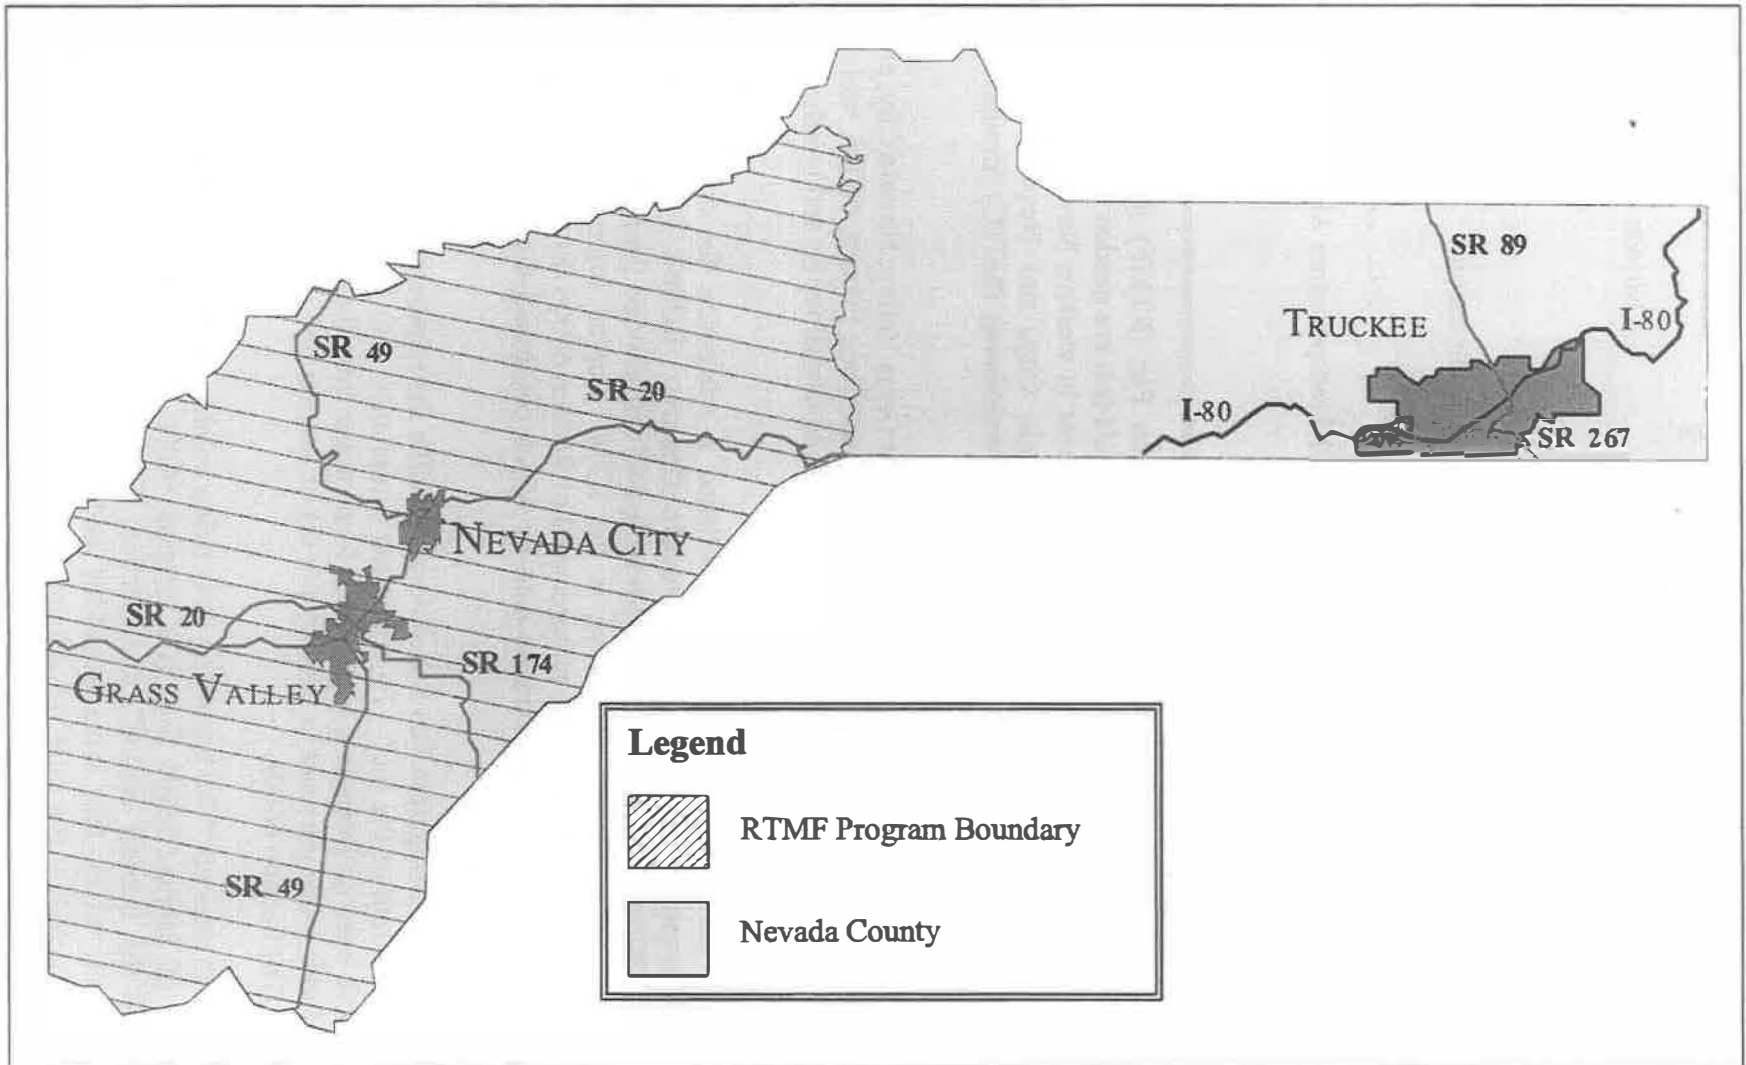 SR 89
I-80
TRUCKEE
SR 49
SR 20
I-80
SR 267
NEVADA CITY
SR 20
SR 174
GRASS VALLEY
Legend
RTMF Program Boundary
SR 49
Nevada County